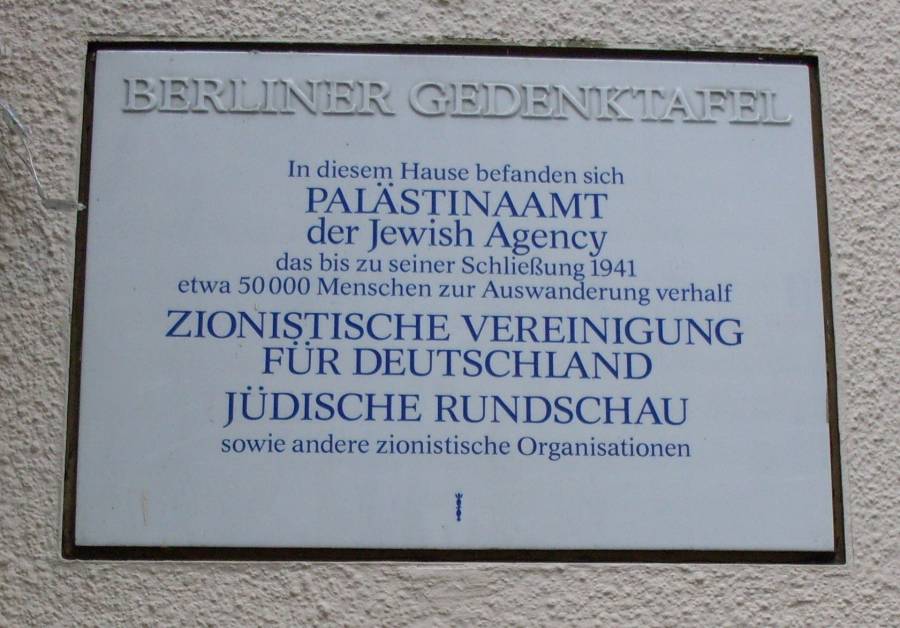 BERLINER GEDENKTAFEL
In diesem Hause befanden sich
PALÄSTINAAMT
der Jewish Agency
das bis zu seiner Schließung 1941
etwa 50 000 Menschen zur Auswanderung verhalf
ZIONISTISCHE VEREINIGUNG
FÜR DEUTSCHLAND
JÜDISCHE RUNDSCHAU
sowie andere zionistische Organisationen